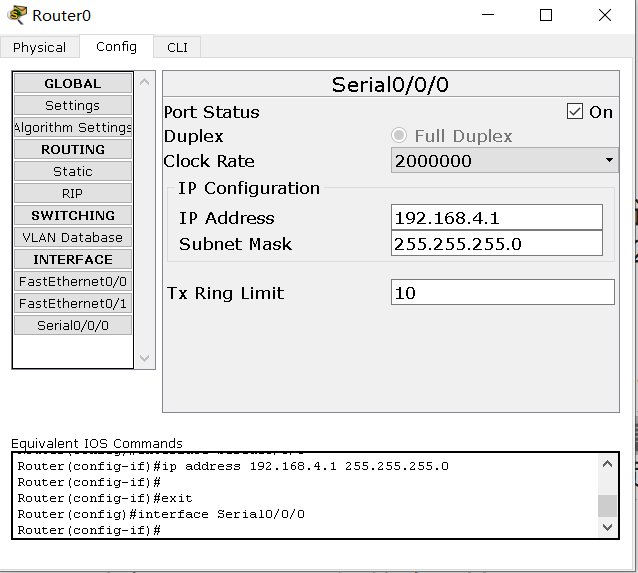 Router0
Physical
Config
CLI
GLOBAL
Settings
Algorithm Settings
ROUTING
Static
RIP
SWITCHING
VLAN Database
INTERFACE
FastEthernet0/0
FastEthernet0/1
Serial0/0/0
Serial0/0/0
Port Status
On
Duplex
Full Duplex
Clock Rate
2000000
IP Configuration
IP Address
192.168.4.1
Subnet Mask
255.255.255.0
Tx Ring Limit
10
Equivalent IOS Commands
Router(config-if)#ip address 192.168.4.1 255.255.255.0
Router(config-if)#
Router(config-if)#exit
Router(config)#interface Serial0/0/0
Router(config-if)#